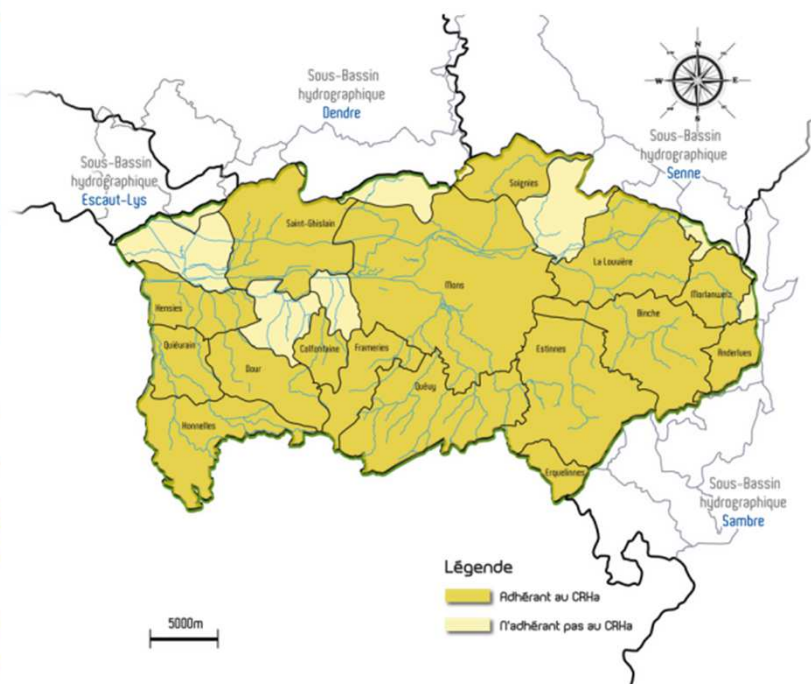 Sous-Bassin
hydrographique
Dendre
N
W
E
S
Sous-Bassin
hydrographique
Senne
Sous-Bassin
hydrographique
Escaut-Lys
Soignies
Saint-Ghislain
La Louvière
Mons
Morlanwelz
Hensies
Binche
Quiévrain
Colfontaine
Frameries
Estinnes
Anderlues
Dour
Quévy
Honnelles
Erquelinnes
Sous-Bassin
hydrographique
Sambre
Légende
Adhérant au CRHa
N'adhérant pas au CRHa
5000m